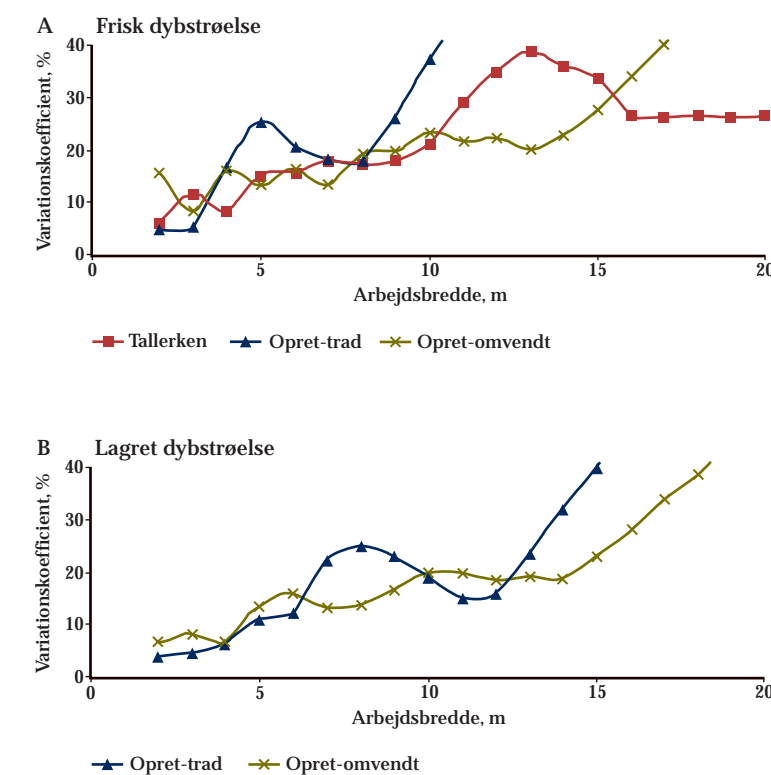 A Frisk dybstrøelse
Variationskoefficient, %
40
30
20
10
0
0 5 10 15 20
Arbejdsbredde, m
Tallerken Opret-trad Opret-omvendt
B Lagret dybstrøelse
Variationskoefficient, %
40
30
20
10
0
0 5 10 15 20
Arbejdsbredde, m
Opret-trad Opret-omvendt